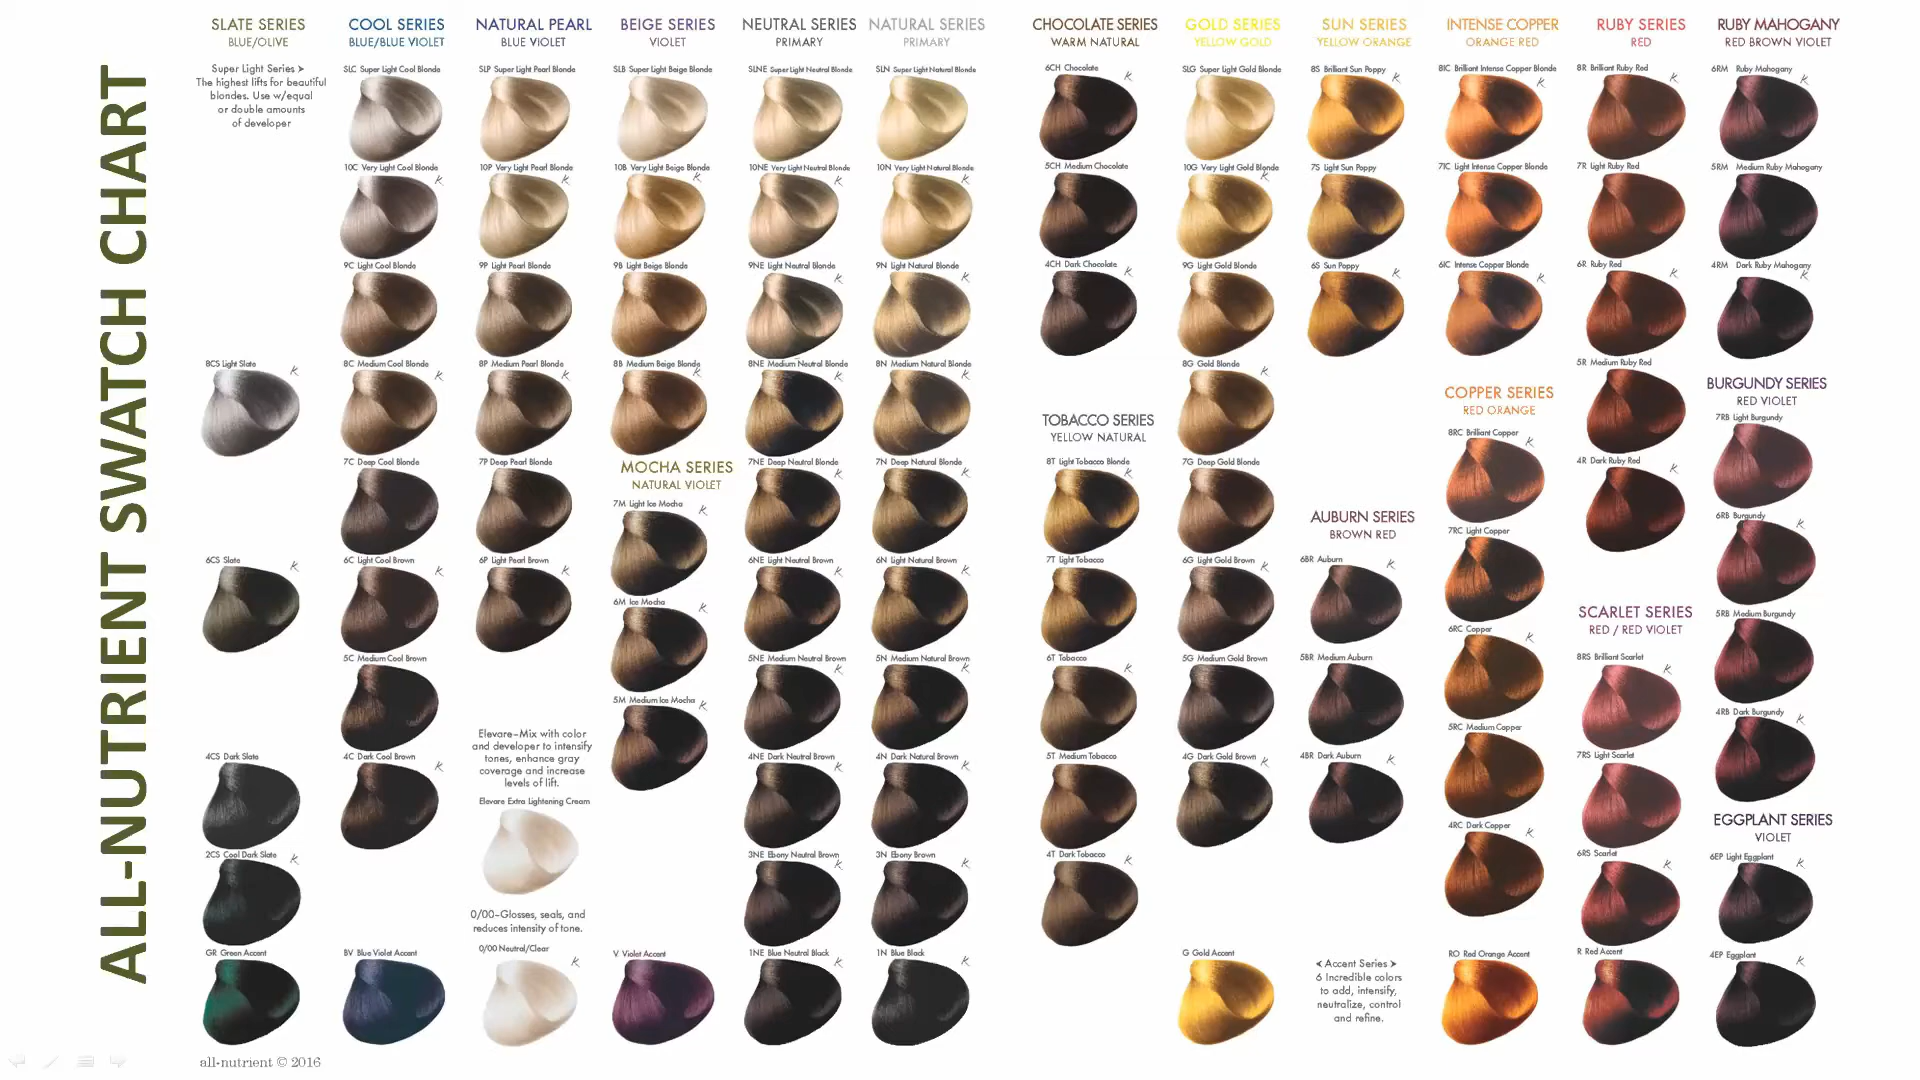 ALL-NUTRIENT SWATCH CHART
SLATE SERIES
BLUE/OLIVE
Super Light Series ➤
The highest lifts for beautiful
blondes. Use w/equal
or double amounts
of developer
8CS Light Slate
6CS Slate
4CS Dark Slate
2CS Cool Dark Slate
GR Green Accent
COOL SERIES
BLUE/BLUE VIOLET
SLC Super Light Cool Blonde
10C Very Light Cool Blonde
9C Light Cool Blonde
8C Medium Cool Blonde
7C Deep Cool Blonde
6C Light Cool Brown
5C Medium Cool Brown
4C Dark Cool Brown
BV Blue Violet Accent
NATURAL PEARL
BLUE VIOLET
SLP Super Light Pearl Blonde
10P Very Light Pearl Blonde
9P Light Pearl Blonde
8P Medium Pearl Blonde
7P Deep Pearl Blonde
6P Light Pearl Brown
Elevare-Mix with color
and developer to intensify
tones, enhance gray
coverage and increase
levels of lift.
Elevare Extra Lightening Cream
0/00-Glosses, seals, and
reduces intensity of tone.
0/00 Neutral/Clear
BEIGE SERIES
VIOLET
SLB Super Light Beige Blonde
10B Very Light Beige Blonde
9B Light Beige Blonde
8B Medium Beige Blonde
MOCHA SERIES
NATURAL VIOLET
7M Light Ice Mocha
6M Ice Mocha
5M Medium Ice Mocha
V Violet Accent
NEUTRAL SERIES
PRIMARY
SLNE Super Light Neutral Blonde
10NE Very Light Neutral Blonde
9NE Light Neutral Blonde
8NE Medium Neutral Blonde
7NE Deep Neutral Blonde
6NE Light Neutral Brown
5NE Medium Neutral Brown
4NE Dark Neutral Brown
3NE Ebony Neutral Brown
1NE Blue Neutral Black
NATURAL SERIES
PRIMARY
SLN Super Light Natural Blonde
10N Very Light Natural Blonde
9N Light Natural Blonde
8N Medium Natural Blonde
7N Deep Natural Blonde
6N Light Natural Brown
5N Medium Natural Brown
4N Dark Natural Brown
3N Ebony Brown
1N Blue Black
CHOCOLATE SERIES
WARM NATURAL
6CH Chocolate
5CH Medium Chocolate
4CH Dark Chocolate
TOBACCO SERIES
YELLOW NATURAL
8T Light Tobacco Blonde
7T Light Tobacco
6T Tobacco
5T Medium Tobacco
4T Dark Tobacco
GOLD SERIES
YELLOW GOLD
SLG Super Light Gold Blonde
10G Very Light Gold Blonde
9G Light Gold Blonde
8G Gold Blonde
7G Deep Gold Blonde
6G Light Gold Brown
5G Medium Gold Brown
4G Dark Gold Brown
G Gold Accent
SUN SERIES
YELLOW ORANGE
8S Brilliant Sun Poppy
7S Light Sun Poppy
6S Sun Poppy
AUBURN SERIES
BROWN RED
6BR Auburn
5BR Medium Auburn
4BR Dark Auburn
< Accent Series ➤
6 Incredible colors
to add, intensify,
neutralize, control
and refine.
INTENSE COPPER
ORANGE RED
8IC Brilliant Intense Copper Blonde
7IC Light Intense Copper Blonde
6IC Intense Copper Blonde
COPPER SERIES
RED ORANGE
8RC Brilliant Copper
7RC Light Copper
6RC Copper
5RC Medium Copper
4RC Dark Copper
RO Red Orange Accent
RUBY SERIES
RED
8R Brilliant Ruby Red
7R Light Ruby Red
6R Ruby Red
5R Medium Ruby Red
4R Dark Ruby Red
SCARLET SERIES
RED / RED VIOLET
8RS Brilliant Scarlet
7RS Light Scarlet
6RS Scarlet
R Red Accent
RUBY MAHOGANY
RED BROWN VIOLET
6RM Ruby Mahogany
5RM Medium Ruby Mahogany
4RM Dark Ruby Mahogany
BURGUNDY SERIES
RED VIOLET
7RB Light Burgundy
6RB Burgundy
5RB Medium Burgundy
4RB Dark Burgundy
EGGPLANT SERIES
VIOLET
6EP Light Eggplant
4EP Eggplant
all-nutrient © 2016